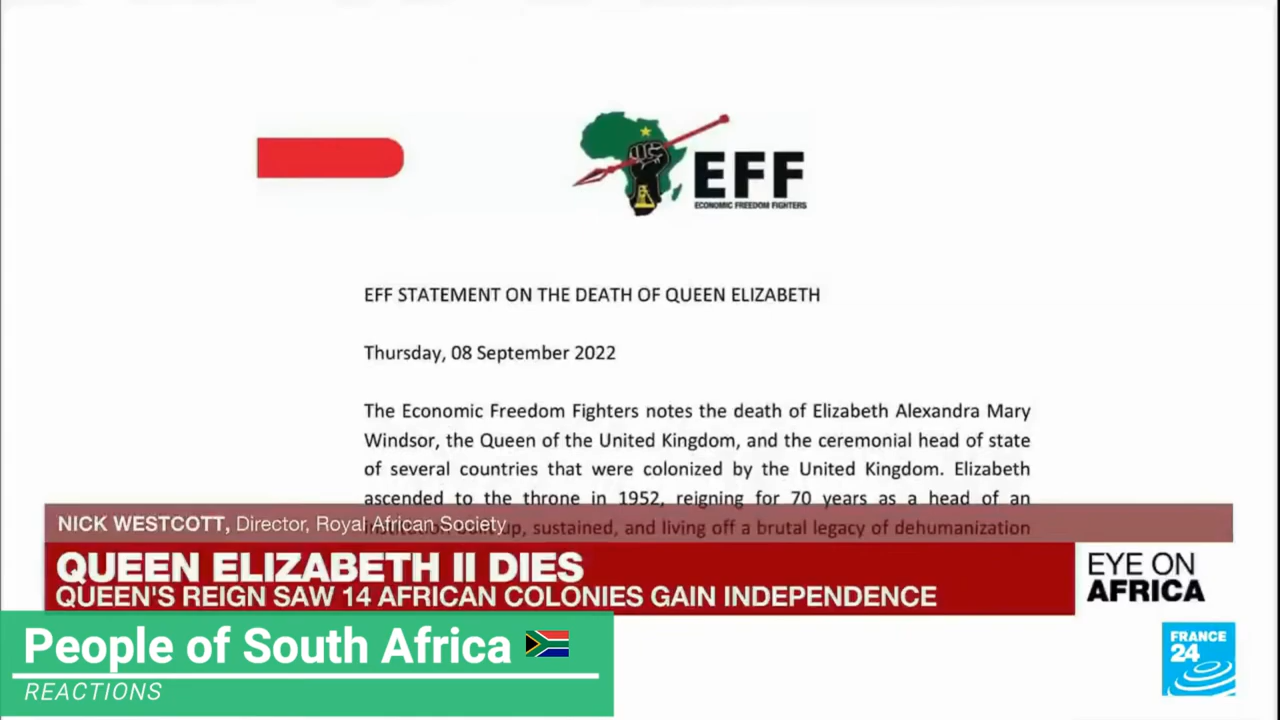 EFF
ECONOMIC FREEDOM FIGHTERS
EFF STATEMENT ON THE DEATH OF QUEEN ELIZABETH
Thursday, 08 September 2022
The Economic Freedom Fighters notes the death of Elizabeth Alexandra Mary
Windsor, the Queen of the United Kingdom, and the ceremonial head of state
of several countries that were colonized by the United Kingdom. Elizabeth
ascended to the throne in 1952, reigning for 70 years as a head of an
up, sustained, and living off a brutal legacy of dehumanization
NICK WESTCOTT, Director, Royal African Society
QUEEN ELIZABETH II DIES
QUEEN'S REIGN SAW 14 AFRICAN COLONIES GAIN INDEPENDENCE
EYE ON
AFRICA
People of South Africa
REACTIONS
FRANCE
24